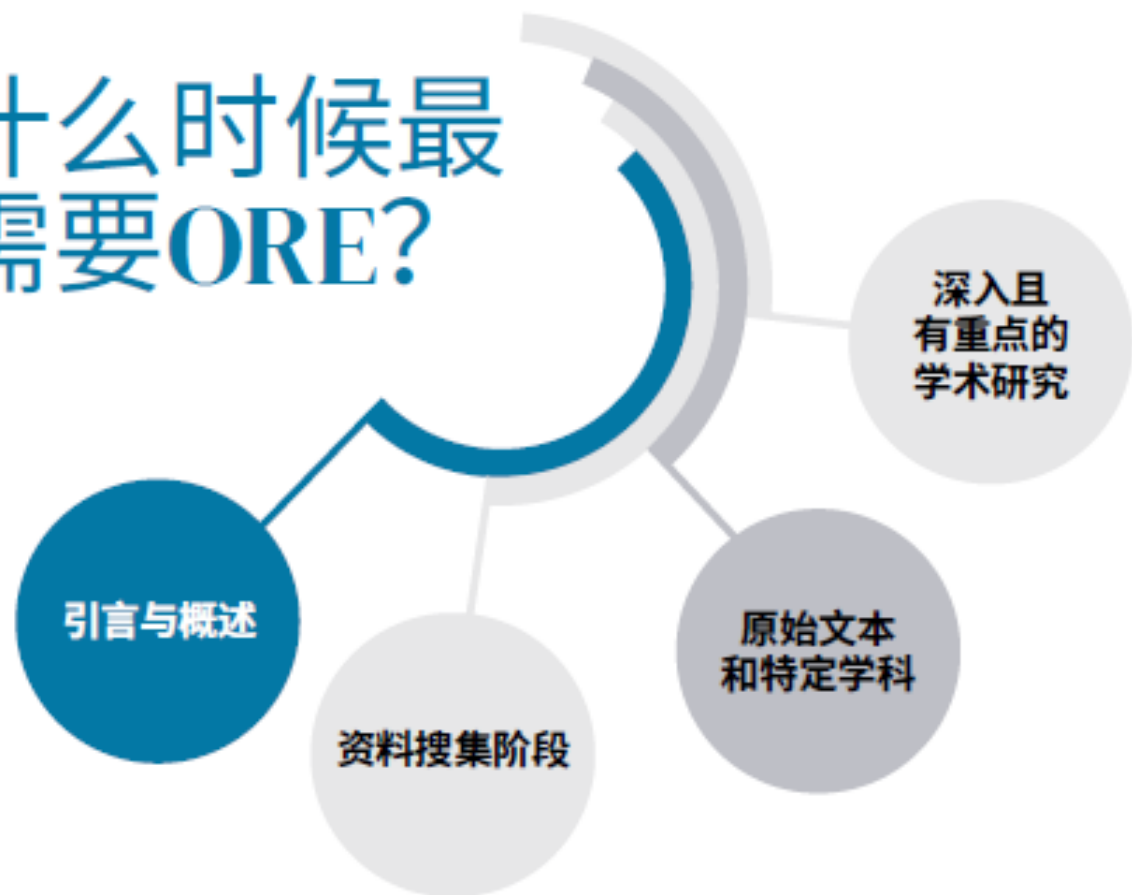 什么时候最
需要ORE?
深入且
有重点的
学术研究
引言与概述
原始文本
和特定学科
资料搜集阶段